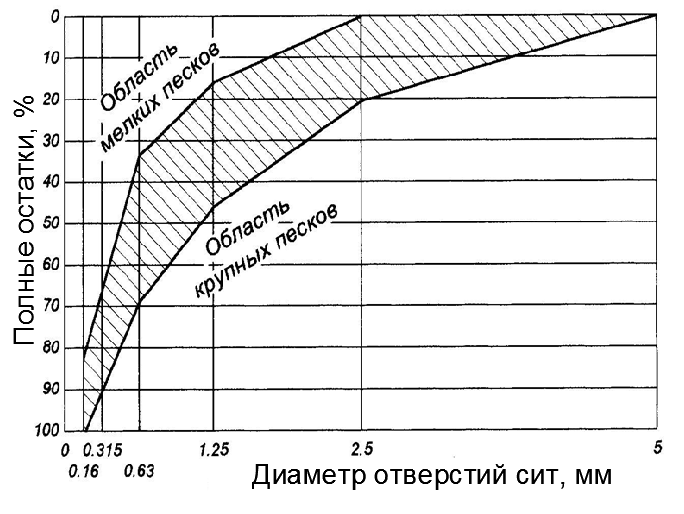 Полные остатки, %
0
10
20
30
40
50
60
70
80
90
100
Область
мелких песков
Область
крупных песков
0 0.315 1.25 2.5 5
0.16 0.63
Диаметр отверстий сит, мм